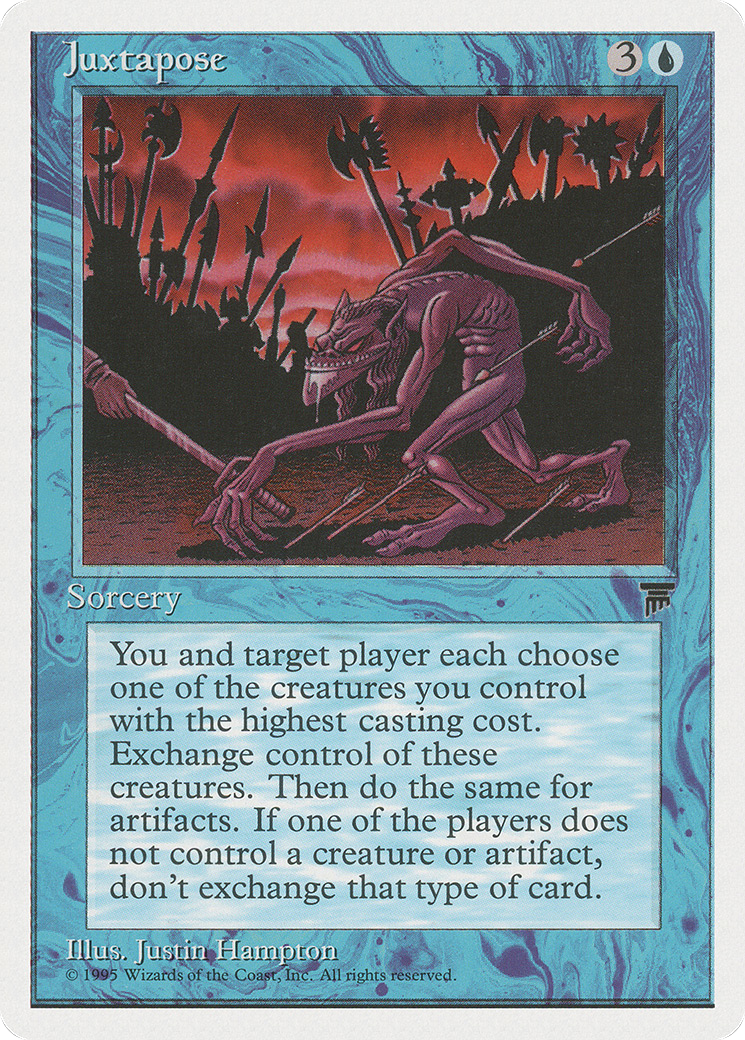 Juxtapose 3
Sorcery
You and target player each choose
one of the creatures you control
with the highest casting cost.
Exchange control of these
creatures. Then do the same for
artifacts. If one of the players does
not control a creature or artifact,
don't exchange that type of card.
Illus. Justin Hampton
© 1995 Wizards of the Coast, Inc. All rights reserved.